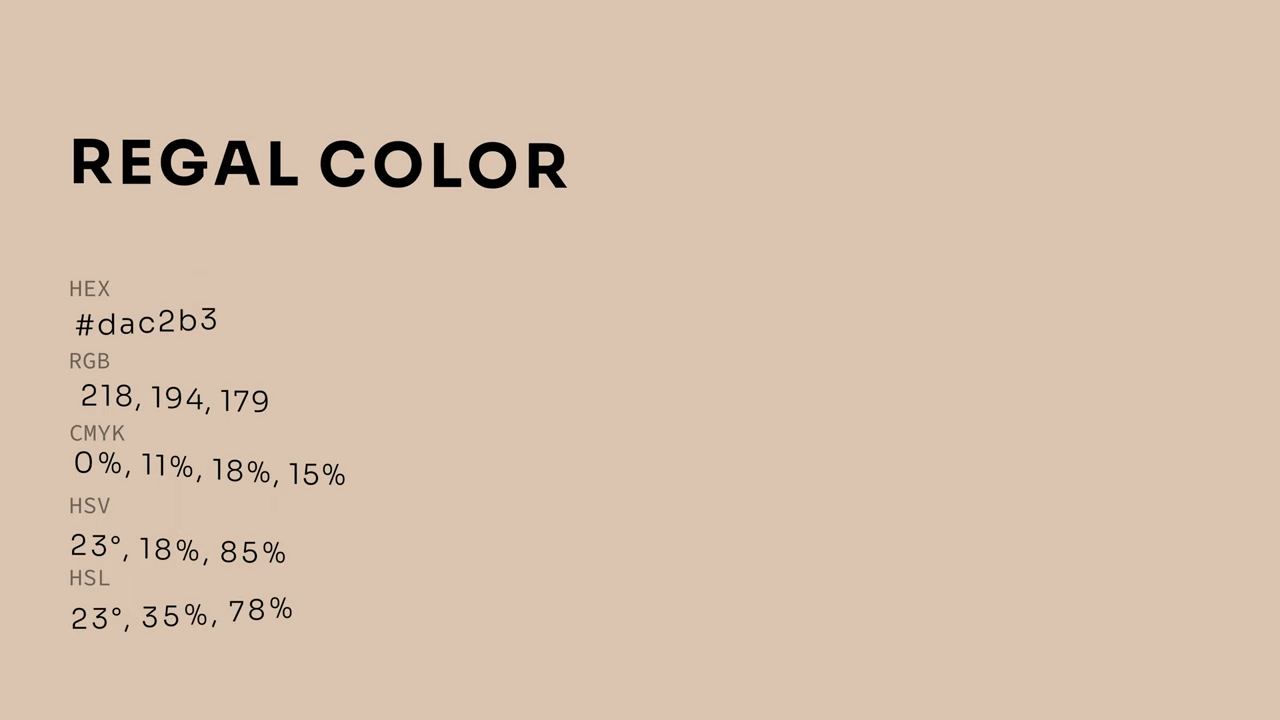 REGAL COLOR
HEX
#dac2b3
RGB
218, 194, 179
CMYK
0%, 11%, 18%, 15%
HSV
23°, 18%, 85%
HSL
23°, 35%, 78%